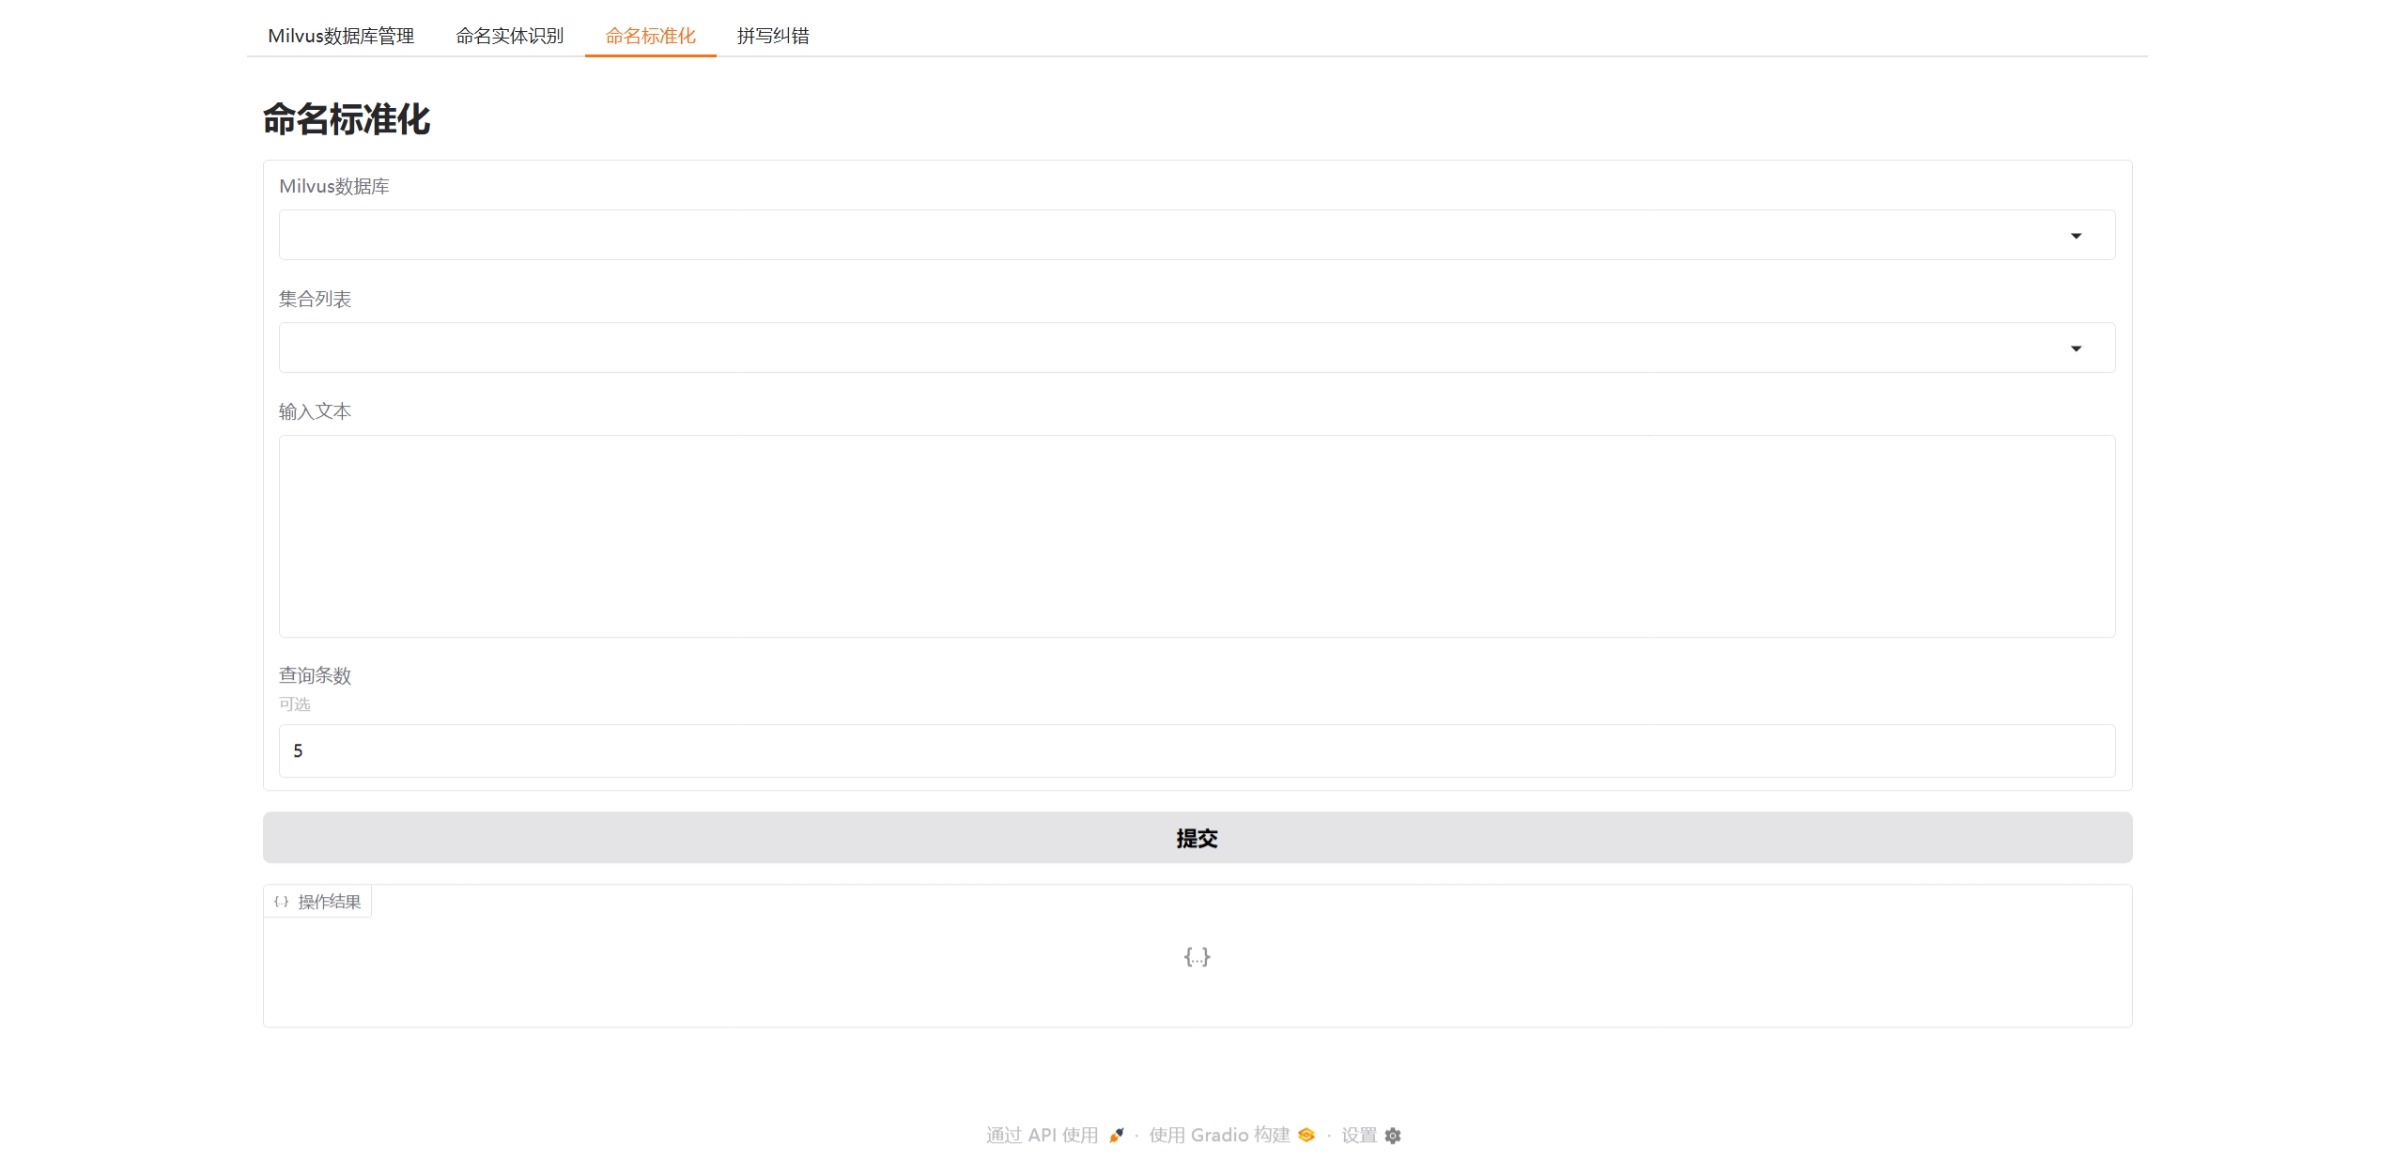 Milvus数据库管理 命名实体识别 命名标准化 拼写纠错
命名标准化
Milvus数据库
集合列表
输入文本
查询条数
可选
5
提交
{..} 操作结果
{...}
通过 API 使用 · 使用 Gradio 构建 · 设置